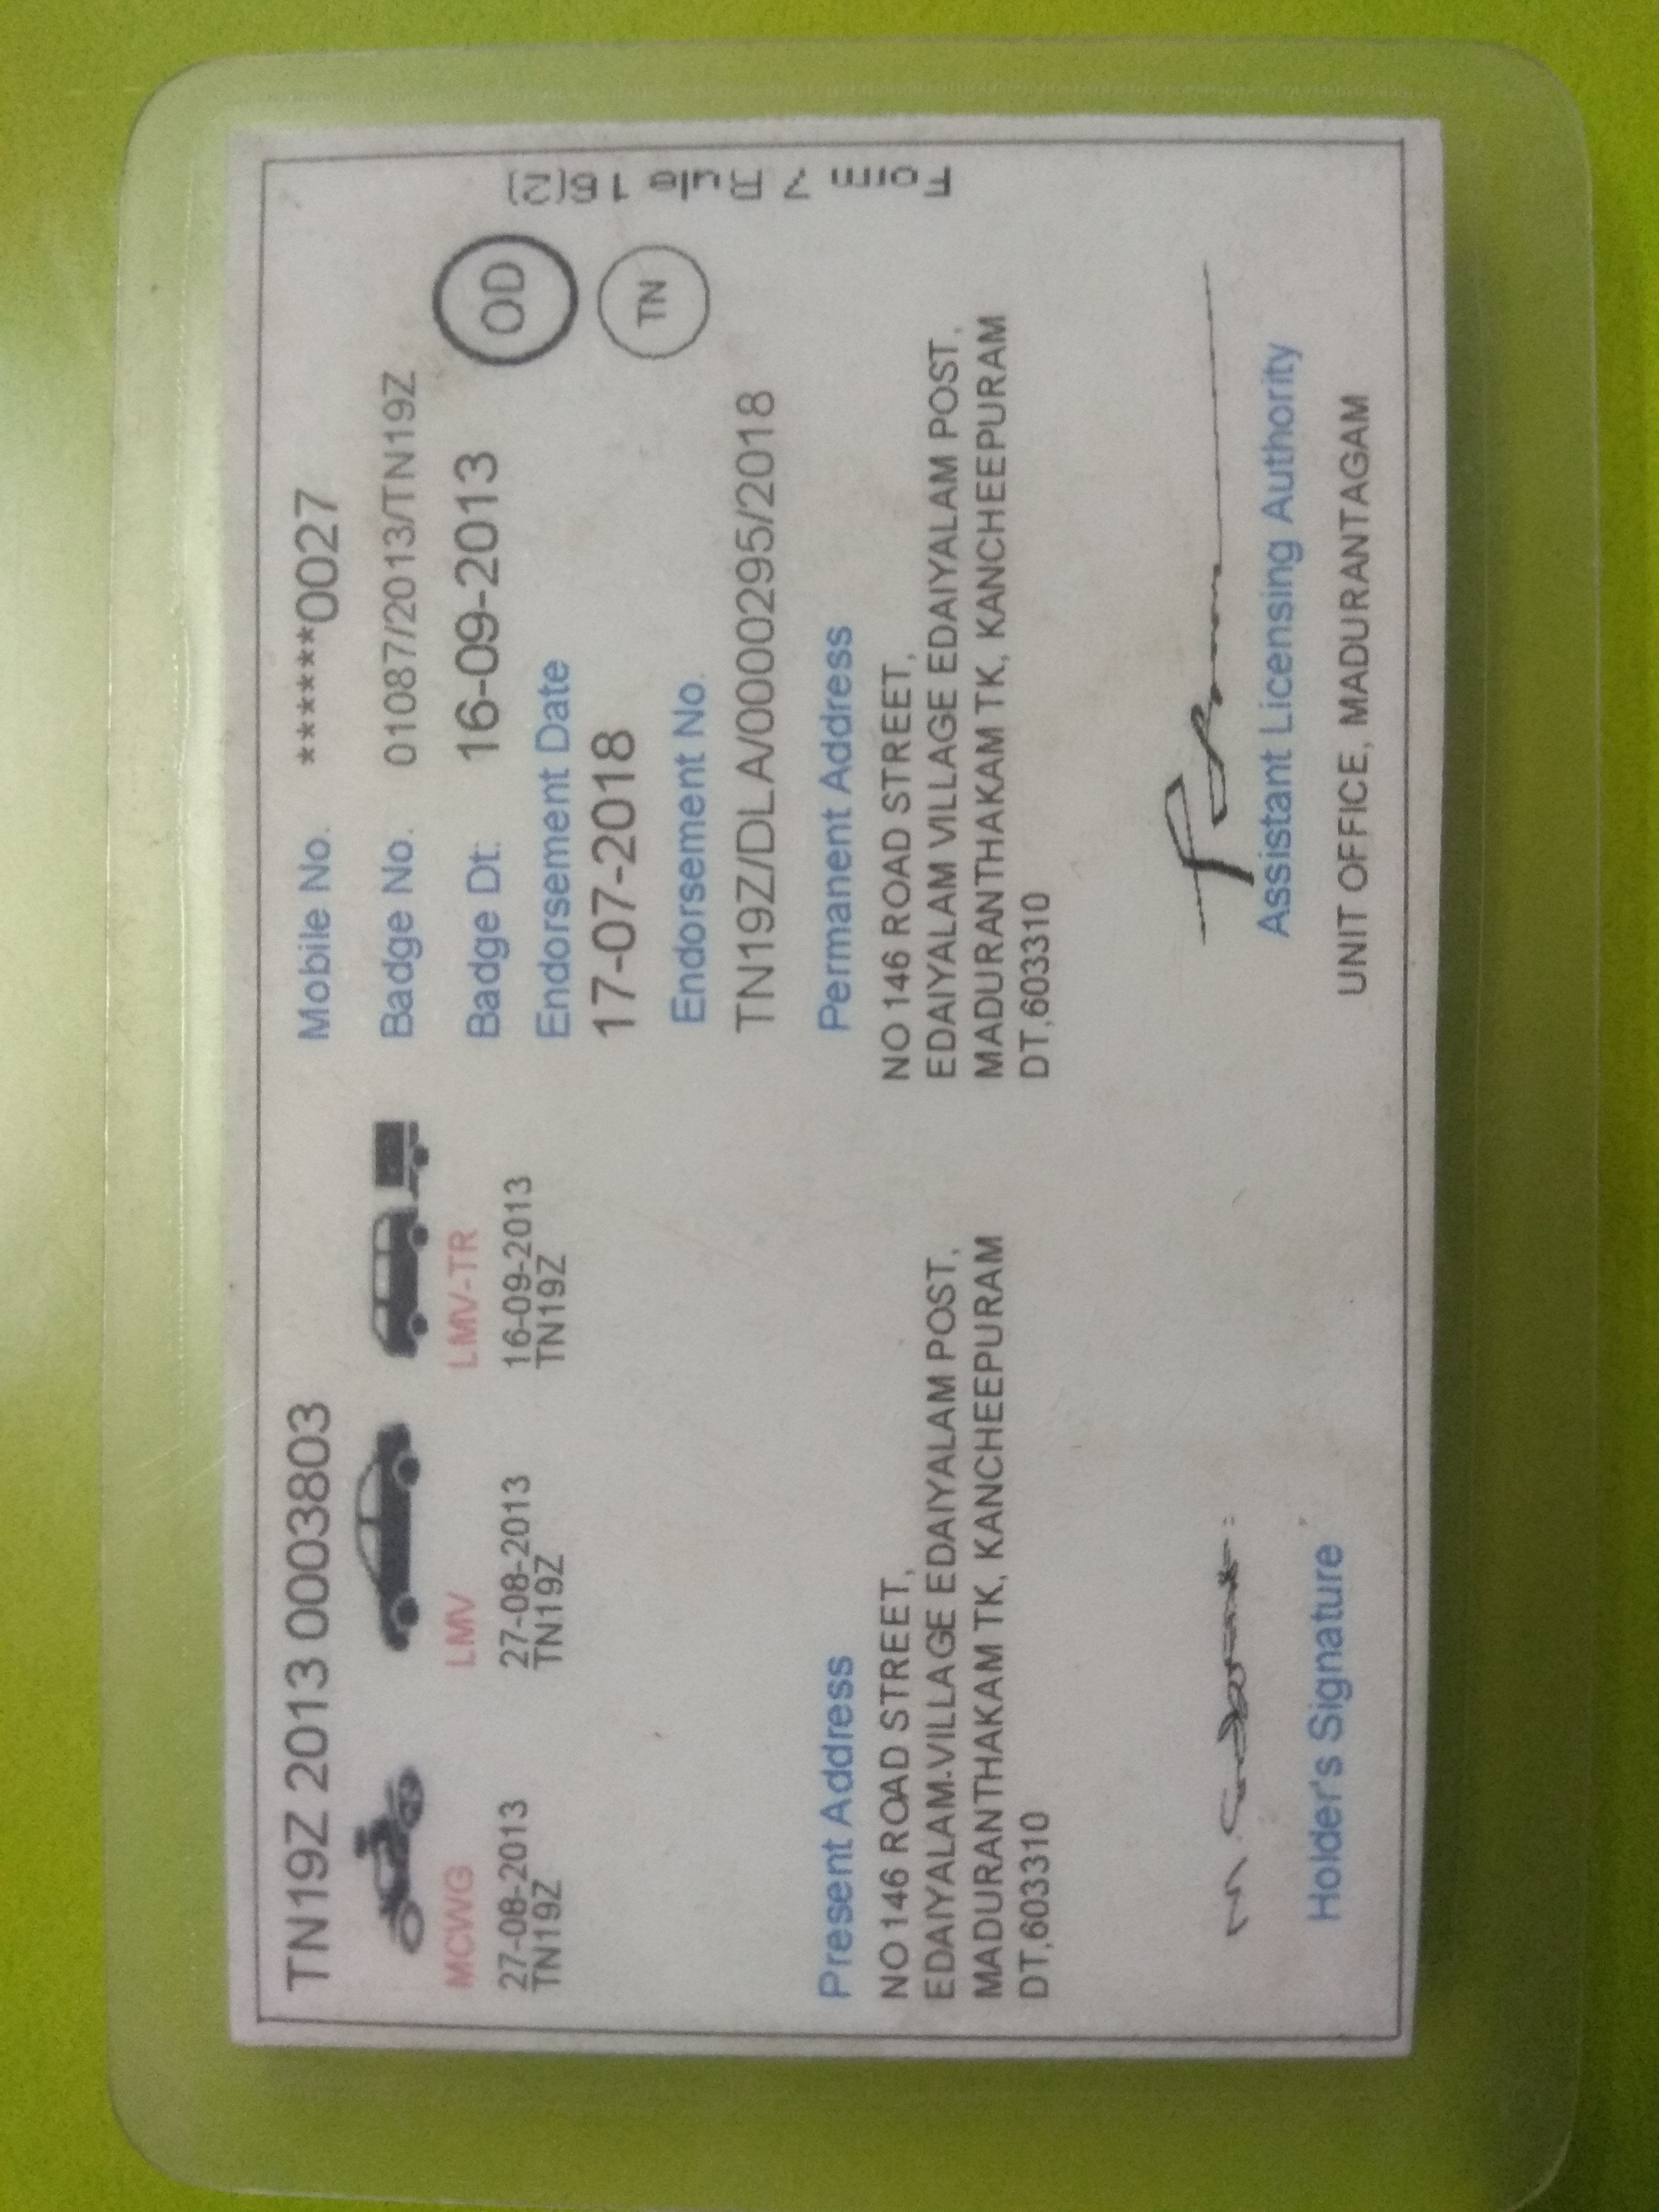 TN19Z 2013 0003803
MCWG
27-08-2013
TN19Z
LMV
27-08-2013
TN19Z
LMV-TR
16-09-2013
TN19Z
Mobile No. ******0027
Badge No. 01087/2013/TN19Z
Badge Dt. 16-09-2013
OD
Endorsement Date
17-07-2018
TN
Endorsement No.
TN19Z/DLA/0000295/2018
Form 7 Rule 16(2)
Present Address
NO 146 ROAD STREET,
EDAIYALAM-VILLAGE EDAIYALAM POST,
MADURANTHAKAM TK, KANCHEEPURAM
DT,603310
Permanent Address
NO 146 ROAD STREET,
EDAIYALAM VILLAGE EDAIYALAM POST,
MADURANTHAKAM TK, KANCHEEPURAM
DT,603310
Holder's Signature
Assistant Licensing Authority
UNIT OFFICE, MADURANTAGAM